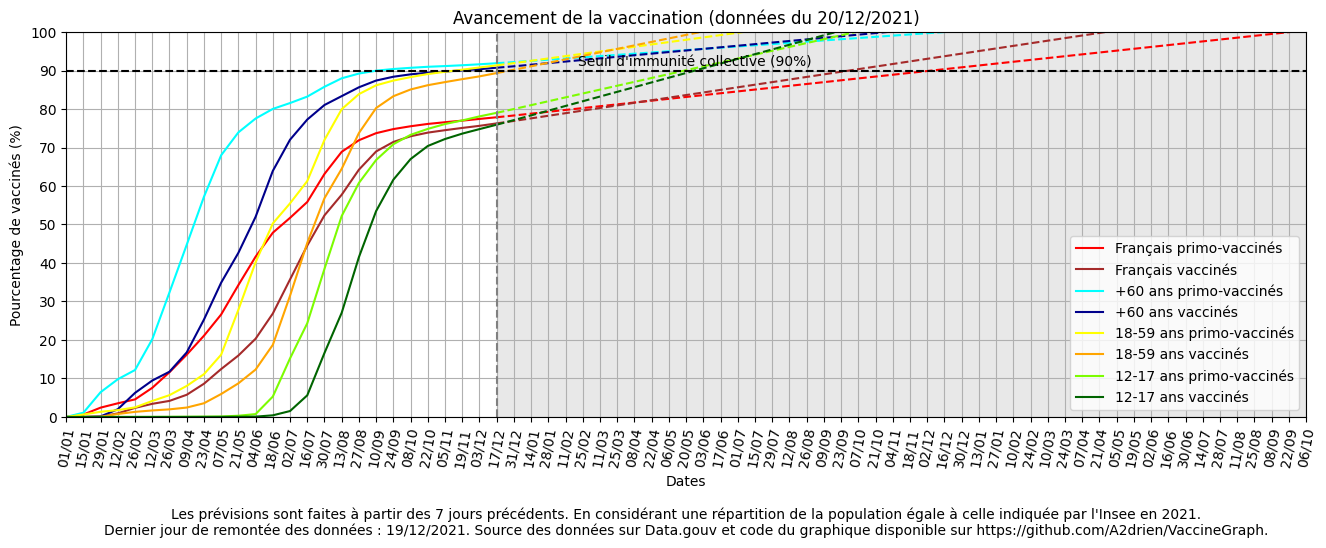 Avancement de la vaccination (données du 20/12/2021)
100
90
80
70
60
50
40
30
20
10
0
Pourcentage de vaccinés (%)
Seuil d'immunité collective (90%)
Français primo-vaccinés
Français vaccinés
+60 ans primo-vaccinés
+60 ans vaccinés
18-59 ans primo-vaccinés
18-59 ans vaccinés
12-17 ans primo-vaccinés
12-17 ans vaccinés
01/01 15/01 29/01 12/02 26/02 12/03 26/03 09/04 23/04 07/05 21/05 04/06 18/06 02/07 16/07 30/07 13/08 27/08 10/09 24/09 08/10 22/10 05/11 19/11 03/12 17/12 31/12 14/01 28/01 11/02 25/02 11/03 25/03 08/04 22/04 06/05 20/05 03/06 17/06 01/07 15/07 29/07 12/08 26/08 09/09 23/09 07/10 21/10 04/11 18/11 02/12 16/12 30/12 13/01 27/01 10/02 24/02 10/03 24/03 07/04 21/04 05/05 19/05 02/06 16/06 30/06 14/07 28/07 11/08 25/08 08/09 22/09 06/10
Dates
Les prévisions sont faites à partir des 7 jours précédents. En considérant une répartition de la population égale à celle indiquée par l'Insee en 2021.
Dernier jour de remontée des données : 19/12/2021. Source des données sur Data.gouv et code du graphique disponible sur https://github.com/A2drien/VaccineGraph.